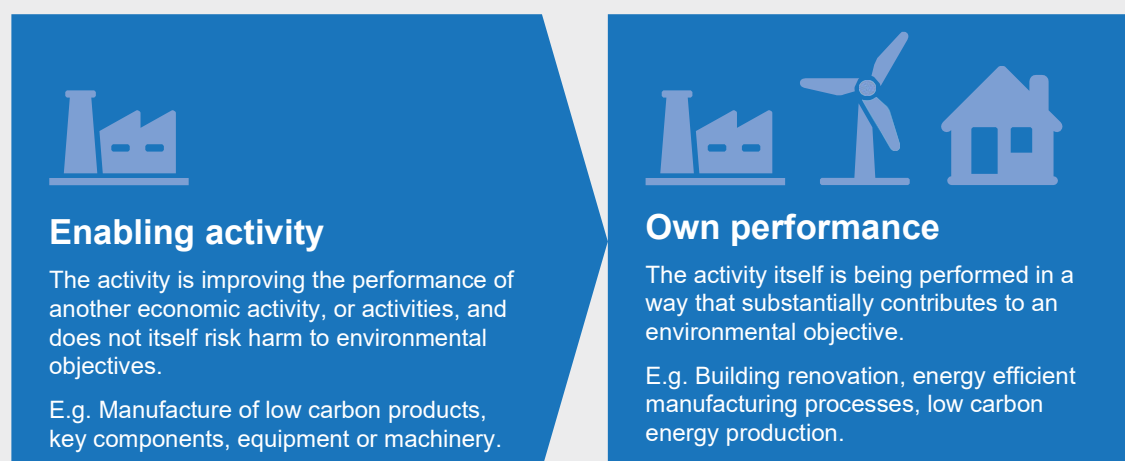 Enabling activity
The activity is improving the performance of
another economic activity, or activities, and
does not itself risk harm to environmental
objectives.
E.g. Manufacture of low carbon products,
key components, equipment or machinery.
Own performance
The activity itself is being performed in a
way that substantially contributes to an
environmental objective.
E.g. Building renovation, energy efficient
manufacturing processes, low carbon
energy production.